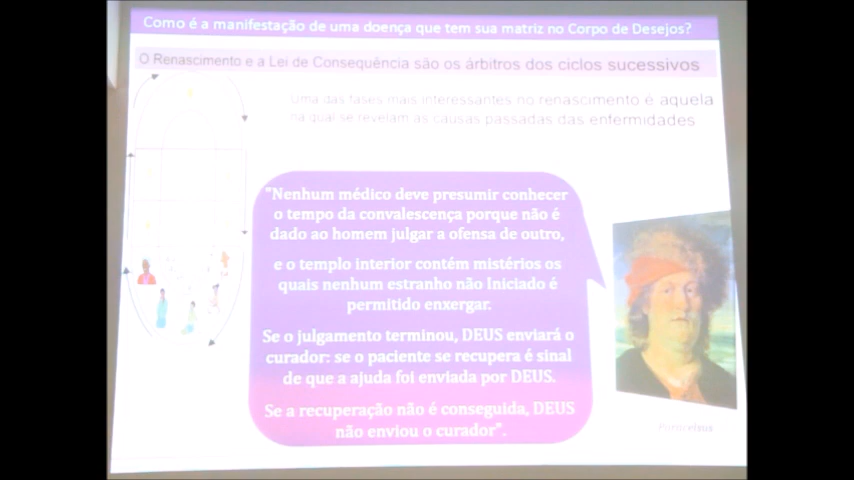 Como é a manifestação de uma doença que tem sua matriz no Corpo de Desejos?
O Renascimento e a Lei de Consequência são os árbitros dos ciclos sucessivos
Uma das fases mais interessantes no renascimento é aquela
na qual se revelam as causas passadas das enfermidades
"Nenhum médico deve presumir conhecer
o tempo da convalescença porque não é
dado ao homem julgar a ofensa de outro,
e o templo interior contém mistérios os
quais nenhum estranho não Iniciado é
permitido enxergar.
Se o julgamento terminou, DEUS enviará o
curador: se o paciente se recupera é sinal
de que a ajuda foi enviada por DEUS.
Se a recuperação não é conseguida, DEUS
não enviou o curador".
Paracelsus